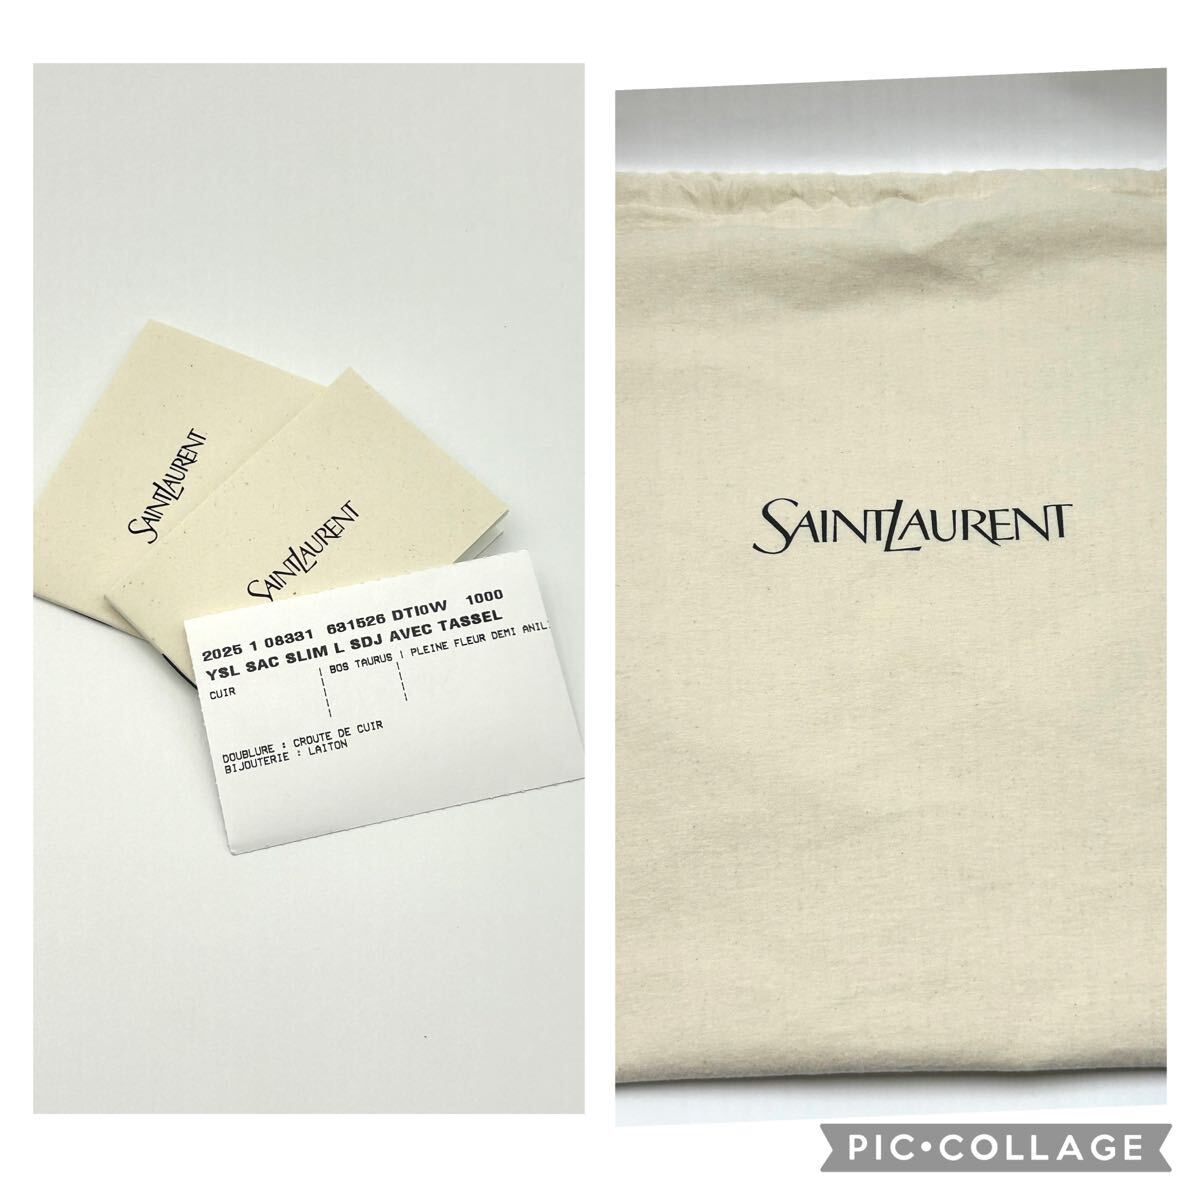 SAINTLAURENT
SAINTLAURENT
2025 1 08331 631526 DTI0W 1000
YSL SAC SLIM L SDJ AVEC TASSEL
CUIR | BOS TAURUS | PLEINE FLEUR DEMI ANIL
DOUBLURE : CROUTE DE CUIR
BIJOUTERIE : LAITON
SAINTLAURENT
PIC•COLLAGE